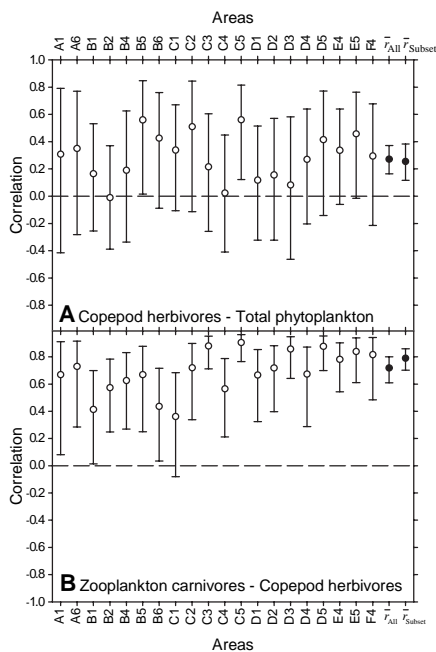 Areas
A1 A6 B1 B2 B4 B5 B6 C1 C2 C3 C4 C5 D1 D2 D3 D4 D5 E4 E5 F4 r̄All r̄Subset
1.0
0.8
0.6
0.4
0.2
0.0
-0.2
-0.4
-0.6
-0.8
Correlation
A Copepod herbivores - Total phytoplankton
0.8
0.6
0.4
0.2
0.0
-0.2
-0.4
-0.6
-0.8
-1.0
Correlation
B Zooplankton carnivores - Copepod herbivores
A1 A6 B1 B2 B4 B5 B6 C1 C2 C3 C4 C5 D1 D2 D3 D4 D5 E4 E5 F4 r̄All r̄Subset
Areas